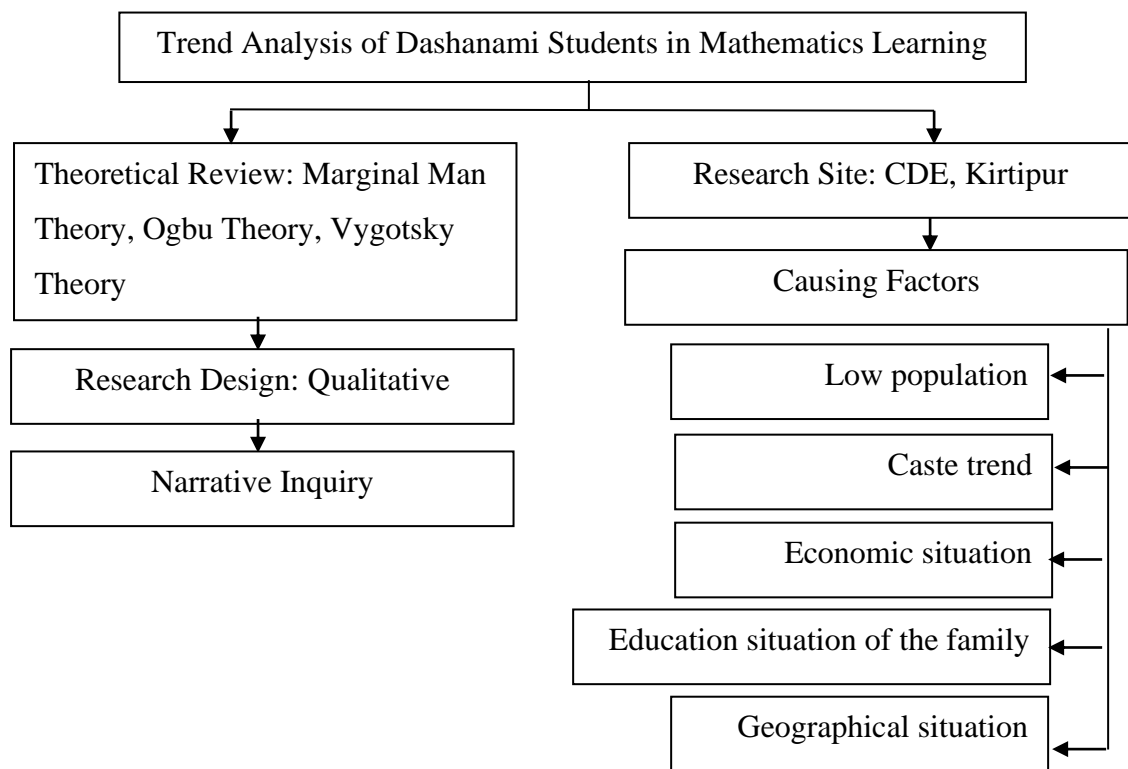 Trend Analysis of Dashanami Students in Mathematics Learning
Theoretical Review: Marginal Man
Theory, Ogbu Theory, Vygotsky
Theory
Research Design: Qualitative
Narrative Inquiry
Research Site: CDE, Kirtipur
Causing Factors
Low population
Caste trend
Economic situation
Education situation of the family
Geographical situation